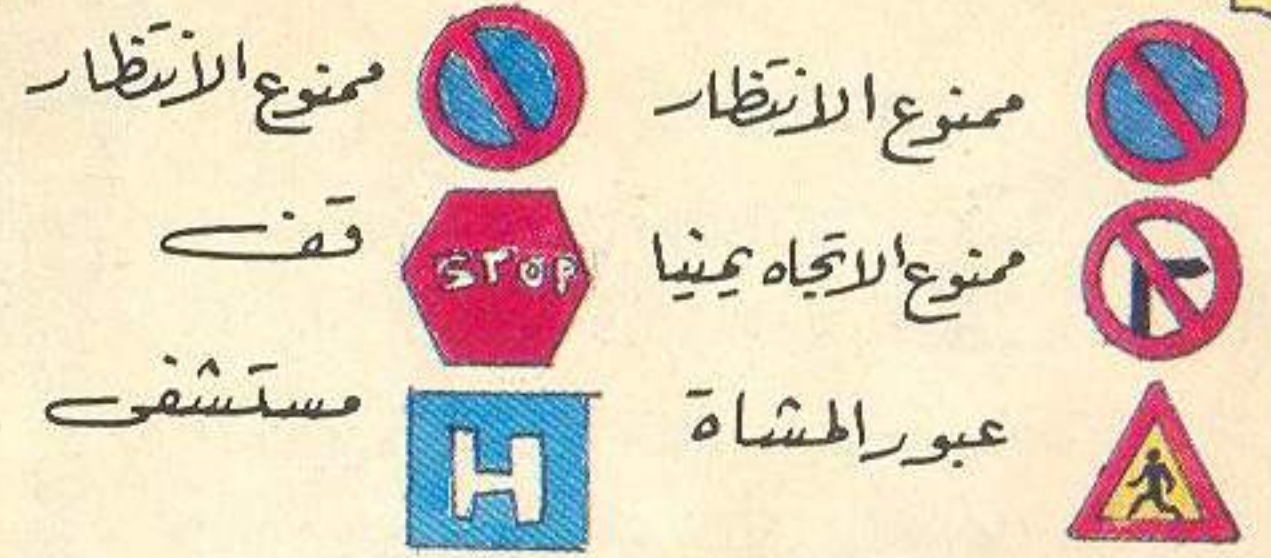 ممنوع الانتظار
ممنوع الاتجاه يمينا
عبور المشاة
ممنوع الانتظار
قف
STOP
مستشفى
H